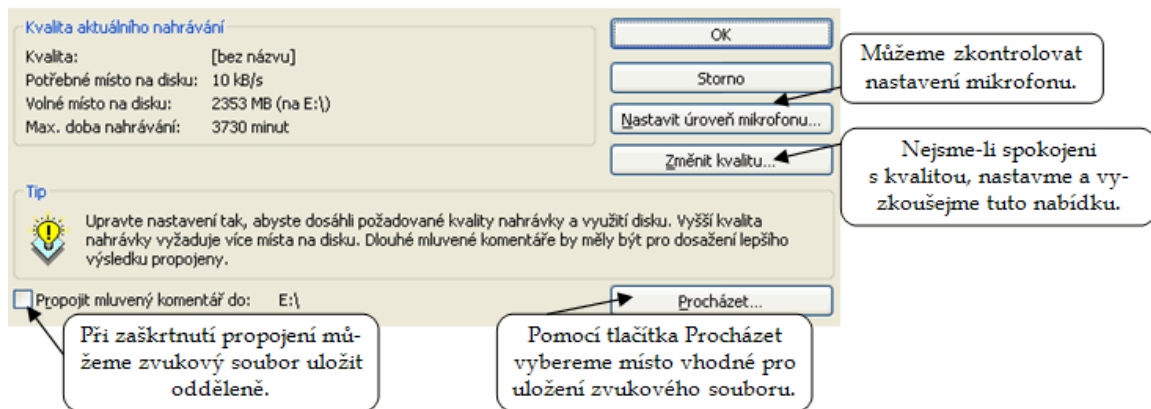 Kvalita aktuálního nahrávání
Kvalita: [bez názvu]
Potřebné místo na disku: 10 kB/s
Volné místo na disku: 2353 MB (na E:\)
Max. doba nahrávání: 3730 minut
OK
Storno
Nastavit úroveň mikrofonu...
Změnit kvalitu...
Můžeme zkontrolovat
nastavení mikrofonu.
Nejsme-li spokojeni
s kvalitou, nastavme a vy-
zkoušejme tuto nabídku.
Tip
Upravte nastavení tak, abyste dosáhli požadované kvality nahrávky a využití disku. Vyšší kvalita
nahrávky vyžaduje více místa na disku. Dlouhé mluvené komentáře by měly být pro dosažení lepšího
výsledku propojeny.
Propojit mluvený komentář do: E:\
Procházet...
Při zaškrtnutí propojení mů-
žeme zvukový soubor uložit
odděleně.
Pomocí tlačítka Procházet
vybereme místo vhodné pro
uložení zvukového souboru.